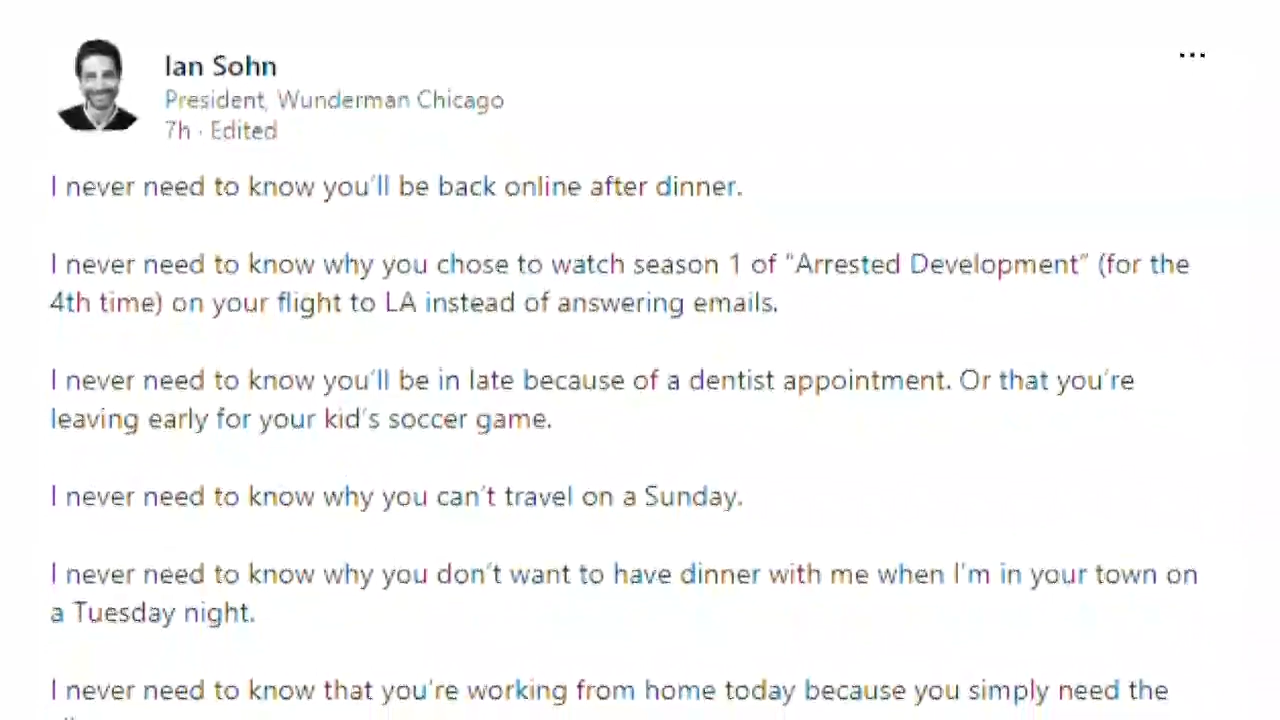 Ian Sohn
President, Wunderman Chicago
7h · Edited
I never need to know you'll be back online after dinner.
I never need to know why you chose to watch season 1 of "Arrested Development" (for the
4th time) on your flight to LA instead of answering emails.
I never need to know you'll be in late because of a dentist appointment. Or that you're
leaving early for your kid's soccer game.
I never need to know why you can't travel on a Sunday.
I never need to know why you don't want to have dinner with me when I'm in your town on
a Tuesday night.
I never need to know that you're working from home today because you simply need the